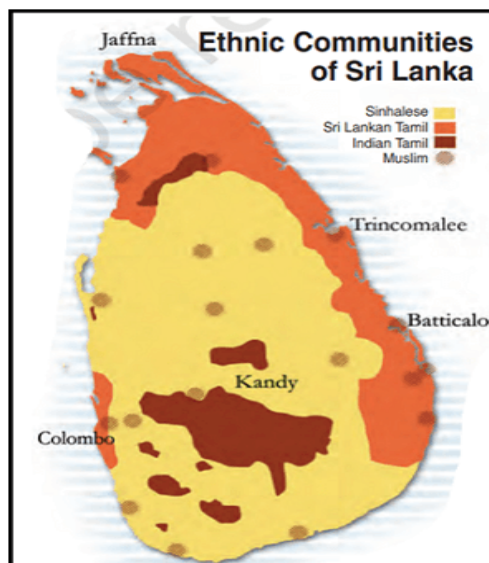 Jaffna
Ethnic Communities
of Sri Lanka
Sinhalese
Sri Lankan Tamil
Indian Tamil
Muslim
Trincomalee
Batticalo
Kandy
Colombo